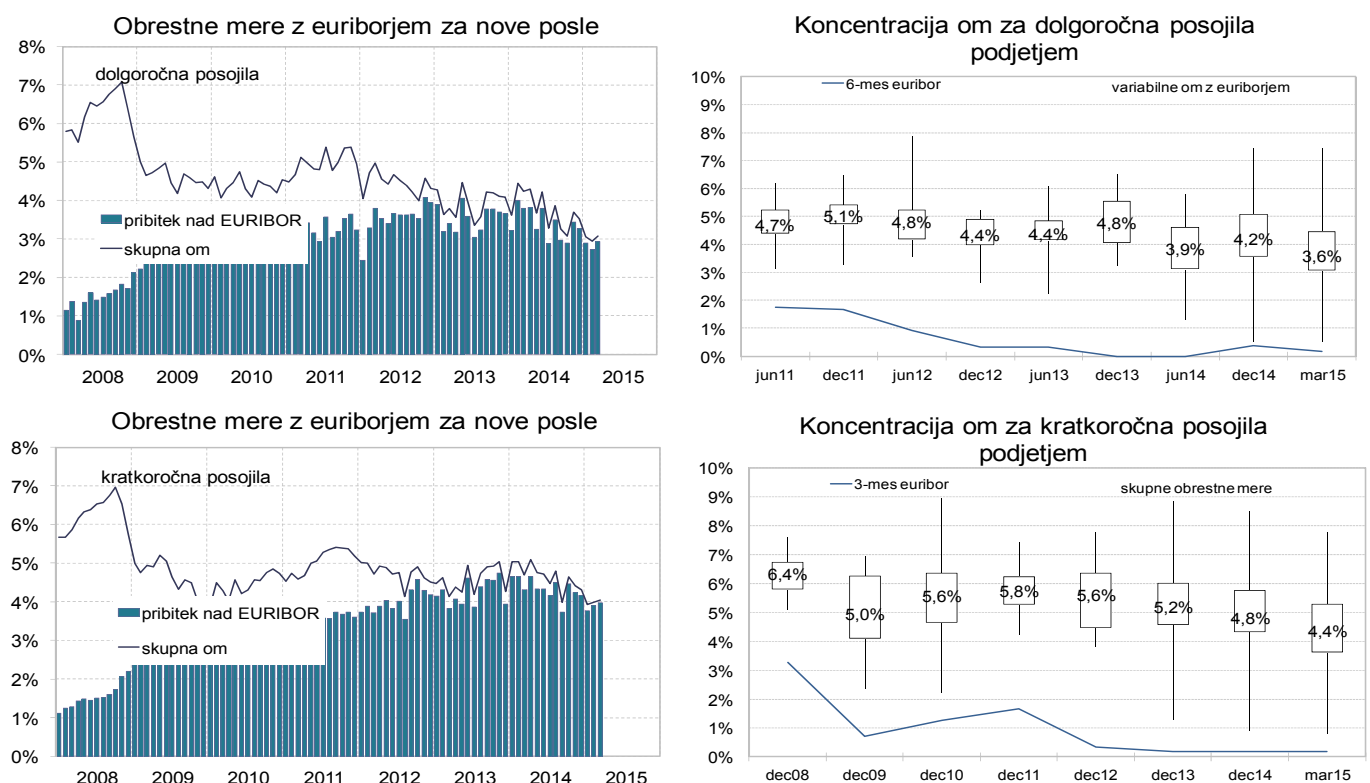 Obrestne mere z euriborjem za nove posle
8%
7%
6%
5%
4%
3%
2%
1%
0%
dolgoročna posojila
pribitek nad EURIBOR
skupna om
2008 2009 2010 2011 2012 2013 2014 2015
Koncentracija om za dolgoročna posojila
podjetjem
10%
9%
8%
7%
6%
5%
4%
3%
2%
1%
0%
6-mes euribor
variabilne om z euriborjem
4,7% 5,1% 4,8% 4,4% 4,4% 4,8% 3,9% 4,2% 3,6%
jun11 dec11 jun12 dec12 jun13 dec13 jun14 dec14 mar15
Obrestne mere z euriborjem za nove posle
8%
7%
6%
5%
4%
3%
2%
1%
0%
kratkoročna posojila
pribitek nad EURIBOR
skupna om
2008 2009 2010 2011 2012 2013 2014 2015
Koncentracija om za kratkoročna posojila
podjetjem
10%
9%
8%
7%
6%
5%
4%
3%
2%
1%
0%
3-mes euribor
skupne obrestne mere
6,4% 5,0% 5,6% 5,8% 5,6% 5,2% 4,8% 4,4%
dec08 dec09 dec10 dec11 dec12 dec13 dec14 mar15